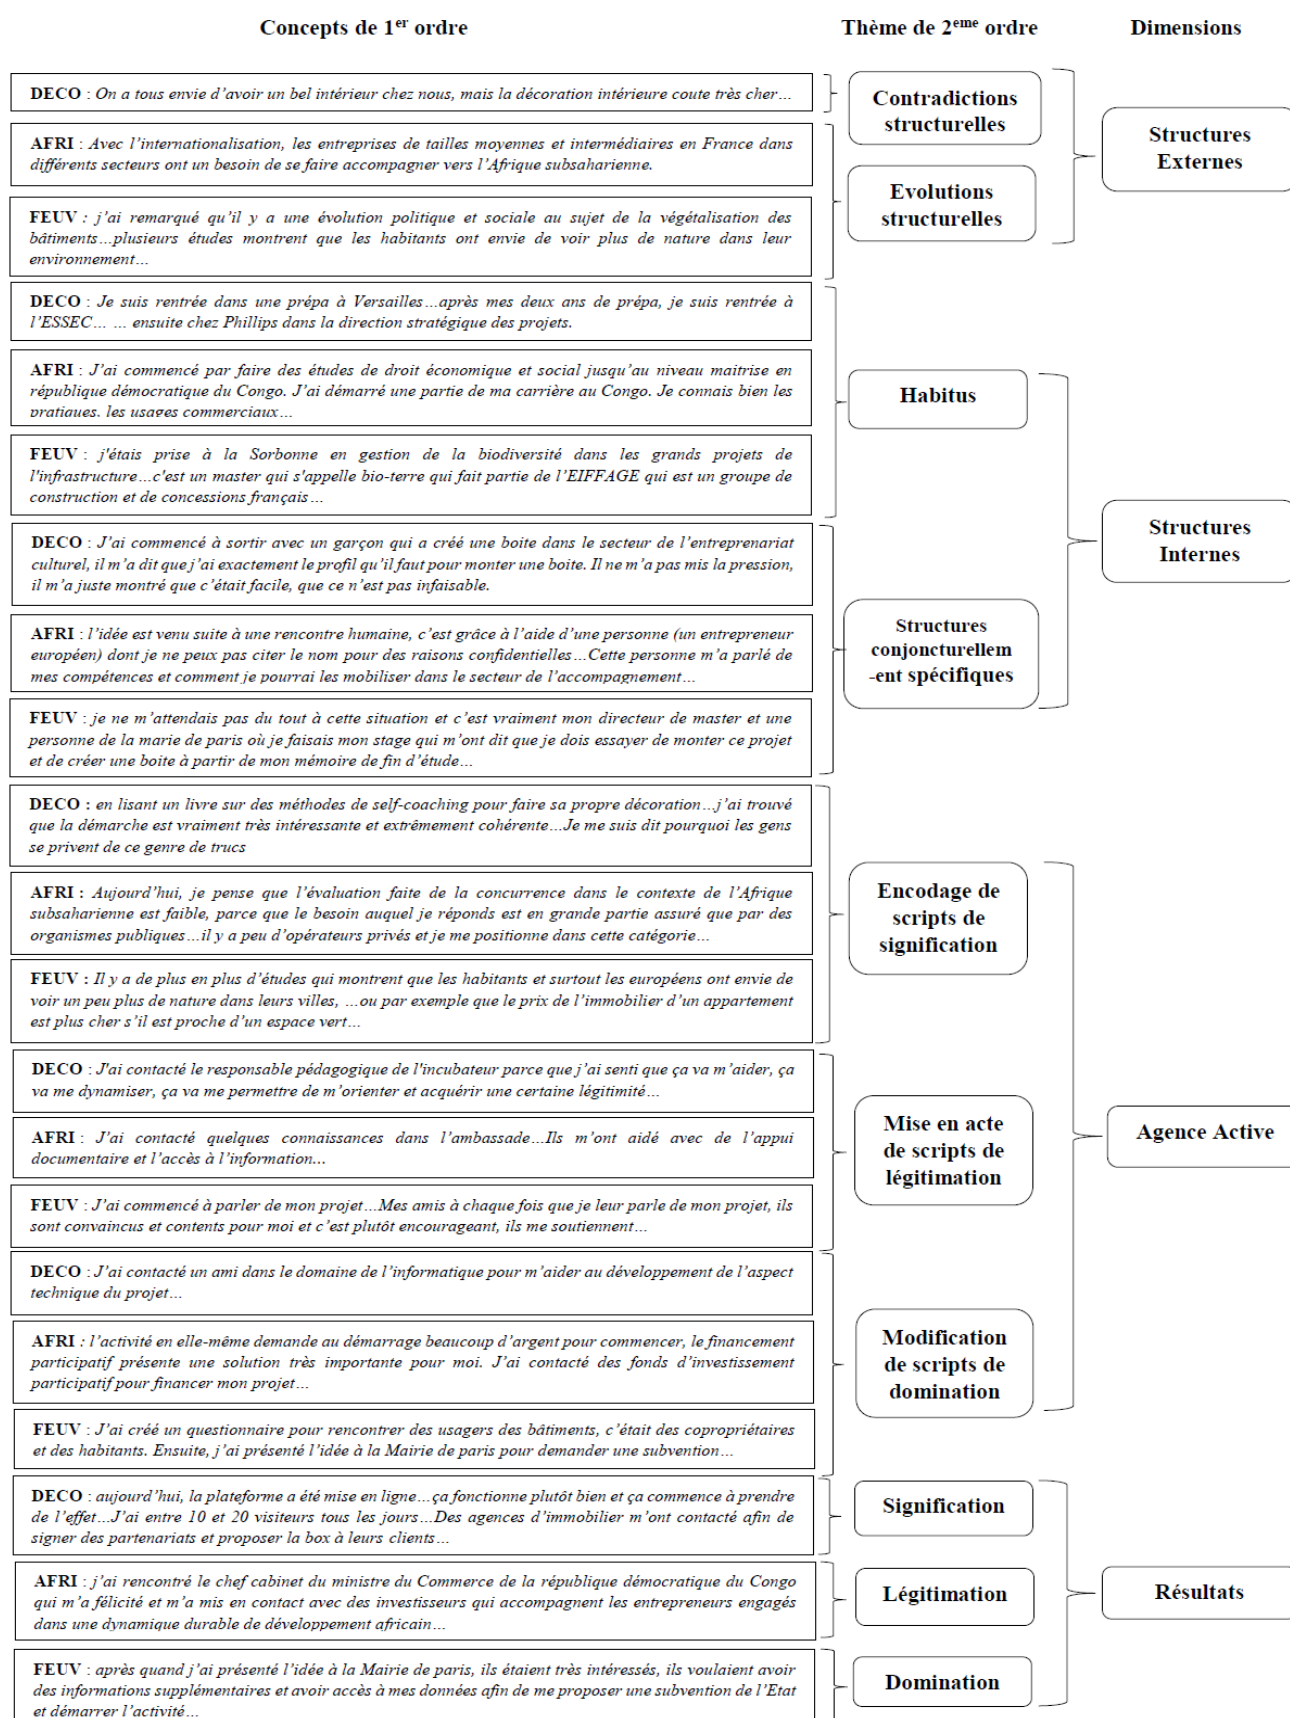 Concepts de 1er ordre
Thème de 2eme ordre
Dimensions
DECO : On a tous envie d'avoir un bel intérieur chez nous, mais la décoration intérieure coute très cher…
Contradictions
structurelles
AFRI : Avec l'internationalisation, les entreprises de tailles moyennes et intermédiaires en France dans
différents secteurs ont un besoin de se faire accompagner vers l'Afrique subsaharienne.
FEUV : j'ai remarqué qu'il y a une évolution politique et sociale au sujet de la végétalisation des
bâtiments…plusieurs études montrent que les habitants ont envie de voir plus de nature dans leur
environnement…
Evolutions
structurelles
Structures
Externes
DECO : Je suis rentrée dans une prépa à Versailles…après mes deux ans de prépa, je suis rentrée à
l'ESSEC… … ensuite chez Phillips dans la direction stratégique des projets.
AFRI : J'ai commencé par faire des études de droit économique et social jusqu'au niveau maitrise en
république démocratique du Congo. J'ai démarré une partie de ma carrière au Congo. Je connais bien les
pratiques, les usages commerciaux…
FEUV : j'étais prise à la Sorbonne en gestion de la biodiversité dans les grands projets de
l'infrastructure…c'est un master qui s'appelle bio-terre qui fait partie de l'EIFFAGE qui est un groupe de
construction et de concessions français…
Habitus
DECO : J'ai commencé à sortir avec un garçon qui a créé une boite dans le secteur de l'entreprenariat
culturel, il m'a dit que j'ai exactement le profil qu'il faut pour monter une boite. Il ne m'a pas mis la pression,
il m'a juste montré que c'était facile, que ce n'est pas infaisable.
AFRI : l'idée est venu suite à une rencontre humaine, c'est grâce à l'aide d'une personne (un entrepreneur
européen) dont je ne peux pas citer le nom pour des raisons confidentielles…Cette personne m'a parlé de
mes compétences et comment je pourrai les mobiliser dans le secteur de l'accompagnement…
FEUV : je ne m'attendais pas du tout à cette situation et c'est vraiment mon directeur de master et une
personne de la marie de paris où je faisais mon stage qui m'ont dit que je dois essayer de monter ce projet
et de créer une boite à partir de mon mémoire de fin d'étude…
Structures
conjoncturellem
-ent spécifiques
Structures
Internes
DECO : en lisant un livre sur des méthodes de self-coaching pour faire sa propre décoration…j'ai trouvé
que la démarche est vraiment très intéressante et extrêmement cohérente…Je me suis dit pourquoi les gens
se privent de ce genre de trucs
AFRI : Aujourd'hui, je pense que l'évaluation faite de la concurrence dans le contexte de l'Afrique
subsaharienne est faible, parce que le besoin auquel je réponds est en grande partie assuré que par des
organismes publiques…il y a peu d'opérateurs privés et je me positionne dans cette catégorie…
FEUV : Il y a de plus en plus d'études qui montrent que les habitants et surtout les européens ont envie de
voir un peu plus de nature dans leurs villes, …ou par exemple que le prix de l'immobilier d'un appartement
est plus cher s'il est proche d'un espace vert…
Encodage de
scripts de
signification
DECO : J'ai contacté le responsable pédagogique de l'incubateur parce que j'ai senti que ça va m'aider, ça
va me dynamiser, ça va me permettre de m'orienter et acquérir une certaine légitimité…
AFRI : J'ai contacté quelques connaissances dans l'ambassade…Ils m'ont aidé avec de l'appui
documentaire et l'accès à l'information...
FEUV : J'ai commencé à parler de mon projet…Mes amis à chaque fois que je leur parle de mon projet, ils
sont convaincus et contents pour moi et c'est plutôt encourageant, ils me soutiennent…
Mise en acte
de scripts de
légitimation
DECO : J'ai contacté un ami dans le domaine de l'informatique pour m'aider au développement de l'aspect
technique du projet…
AFRI : l'activité en elle-même demande au démarrage beaucoup d'argent pour commencer, le financement
participatif présente une solution très importante pour moi. J'ai contacté des fonds d'investissement
participatif pour financer mon projet…
FEUV : J'ai créé un questionnaire pour rencontrer des usagers des bâtiments, c'était des copropriétaires
et des habitants. Ensuite, j'ai présenté l'idée à la Mairie de paris pour demander une subvention…
Modification
de scripts de
domination
Agence Active
DECO : aujourd'hui, la plateforme a été mise en ligne…ça fonctionne plutôt bien et ça commence à prendre
de l'effet…J'ai entre 10 et 20 visiteurs tous les jours…Des agences d'immobilier m'ont contacté afin de
signer des partenariats et proposer la box à leurs clients…
Signification
AFRI : j'ai rencontré le chef cabinet du ministre du Commerce de la république démocratique du Congo
qui m'a félicité et m'a mis en contact avec des investisseurs qui accompagnent les entrepreneurs engagés
dans une dynamique durable de développement africain…
Légitimation
FEUV : après quand j'ai présenté l'idée à la Mairie de paris, ils étaient très intéressés, ils voulaient avoir
des informations supplémentaires et avoir accès à mes données afin de me proposer une subvention de l'Etat
et démarrer l'activité…
Domination
Résultats